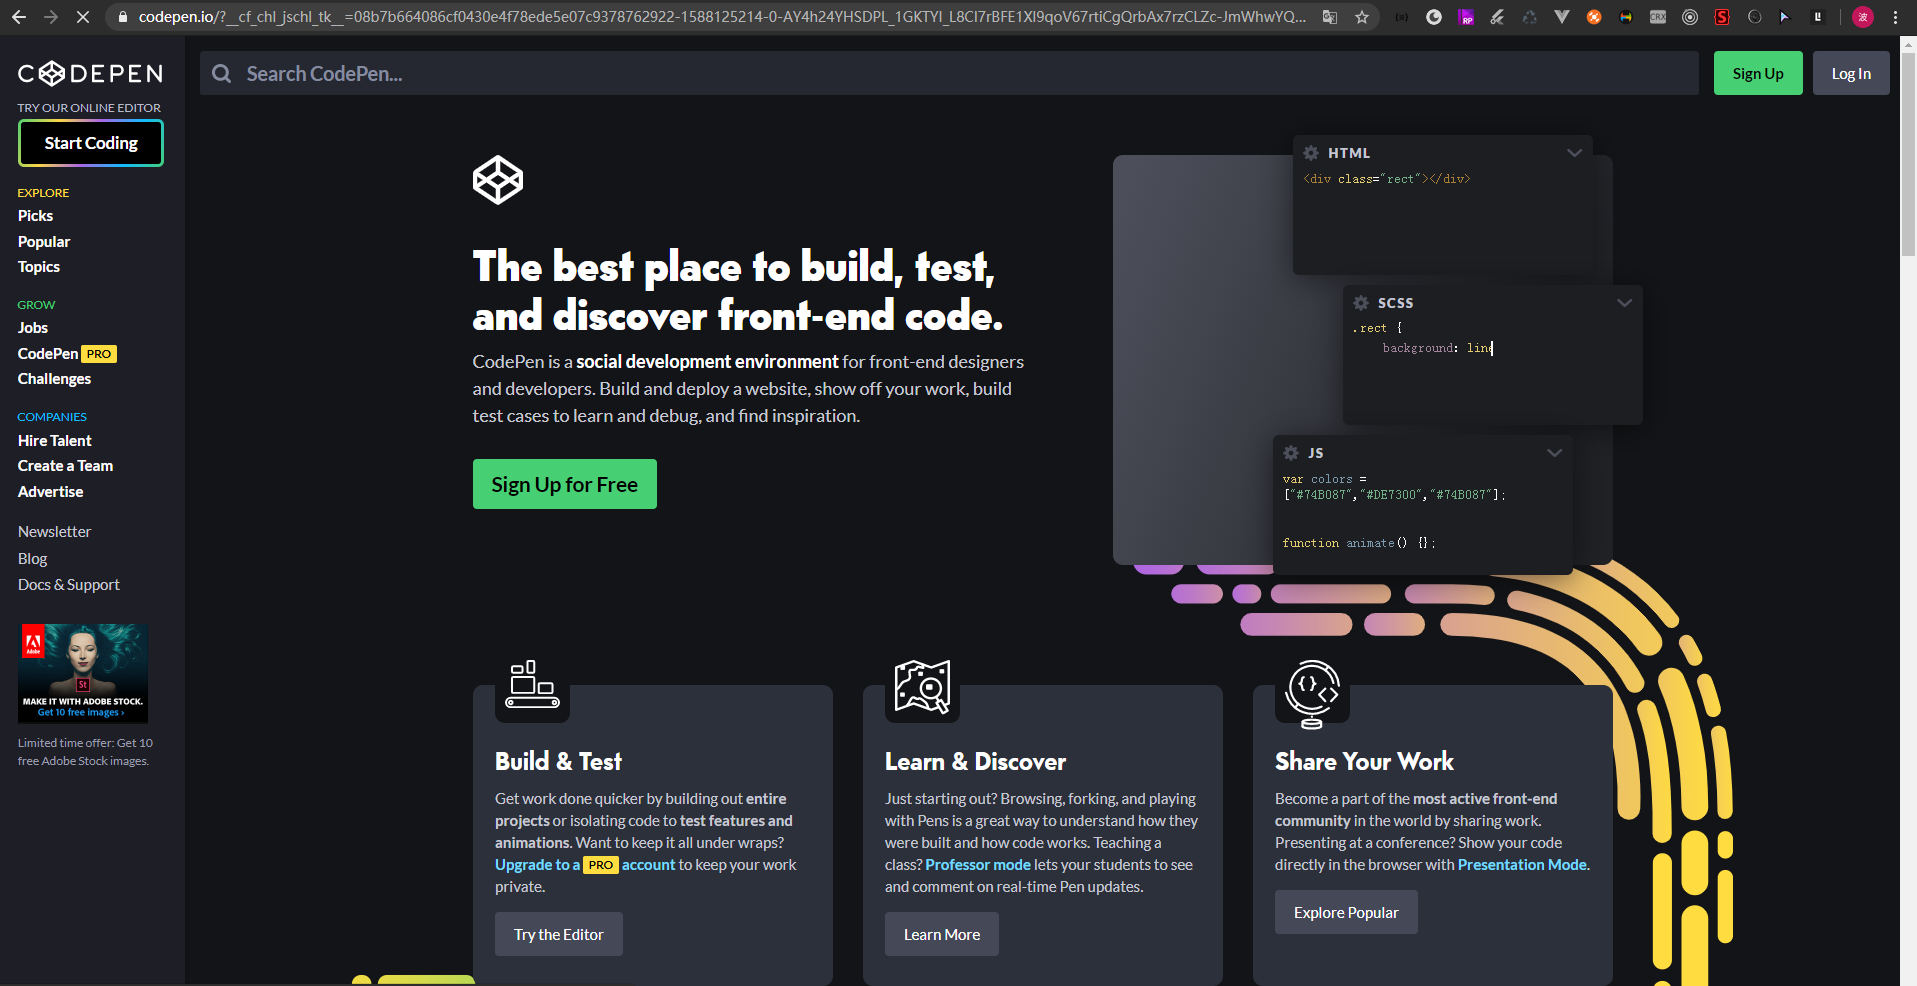 codepen.io/?__cf_chl_jschl_tk__=08b7b664086cf0430e4f78ede5e07c9378762922-1588125214-0-AY4h24YHSDPL_1GKTYI_L8CI7rBFE1XI9qoV67rtiCgQrbAx7rzCLZc-JmWhwYQ...
CODEPEN
TRY OUR ONLINE EDITOR
Start Coding
EXPLORE
Picks
Popular
Topics
GROW
Jobs
CodePen PRO
Challenges
COMPANIES
Hire Talent
Create a Team
Advertise
Newsletter
Blog
Docs & Support
Adobe
St
MAKE IT WITH ADOBE STOCK.
Get 10 free images ›
Limited time offer: Get 10
free Adobe Stock images.
Search CodePen...
Sign Up
Log In
The best place to build, test,
and discover front-end code.
CodePen is a social development environment for front-end designers
and developers. Build and deploy a website, show off your work, build
test cases to learn and debug, and find inspiration.
Sign Up for Free
HTML
<div class="rect"></div>
SCSS
.rect {
background: line
JS
var colors =
["#74B087","#DE7300","#74B087"];
function animate() {};
Build & Test
Get work done quicker by building out entire
projects or isolating code to test features and
animations. Want to keep it all under wraps?
Upgrade to a PRO account to keep your work
private.
Try the Editor
Learn & Discover
Just starting out? Browsing, forking, and playing
with Pens is a great way to understand how they
were built and how code works. Teaching a
class? Professor mode lets your students to see
and comment on real-time Pen updates.
Learn More
Share Your Work
Become a part of the most active front-end
community in the world by sharing work.
Presenting at a conference? Show your code
directly in the browser with Presentation Mode.
Explore Popular